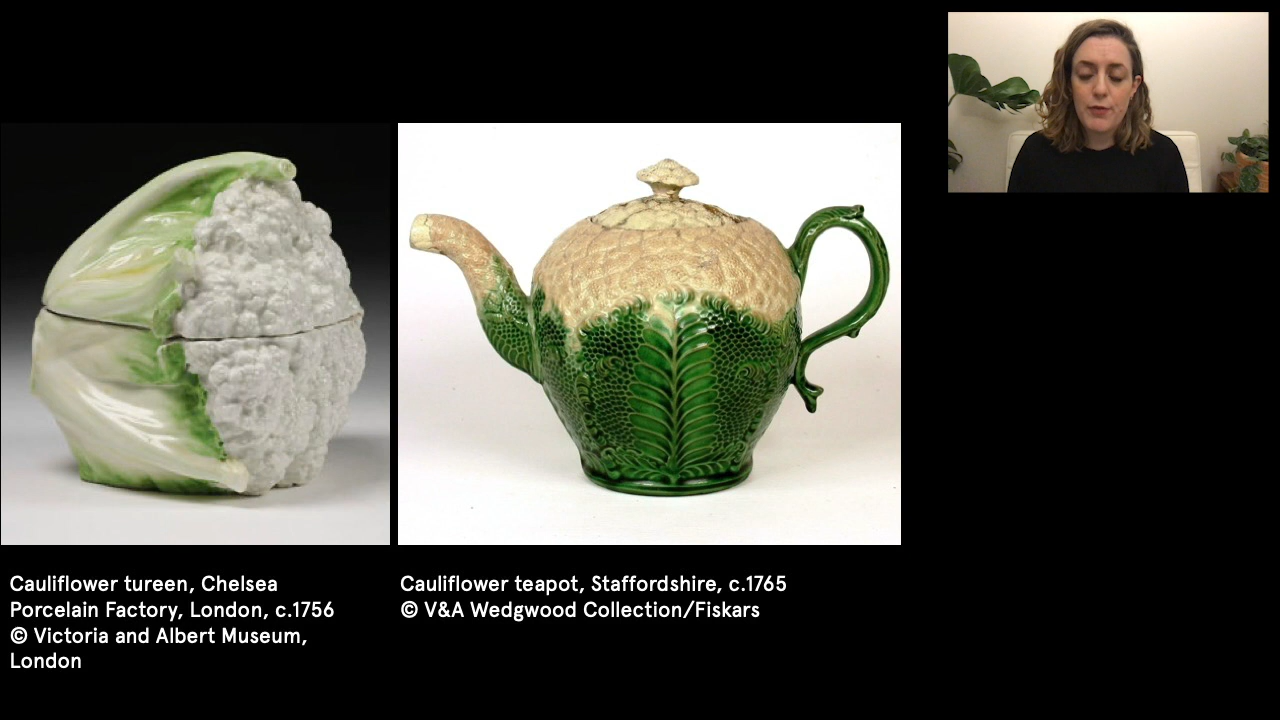 Cauliflower tureen, Chelsea
Porcelain Factory, London, c.1756
© Victoria and Albert Museum,
London
Cauliflower teapot, Staffordshire, c.1765
© V&A Wedgwood Collection/Fiskars